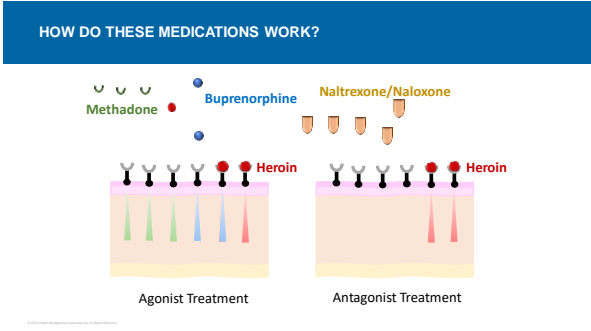 HOW DO THESE MEDICATIONS WORK?
Naltrexone/Naloxone
Buprenorphine
Methadone
Heroin
Heroin
Agonist Treatment
Antagonist Treatment